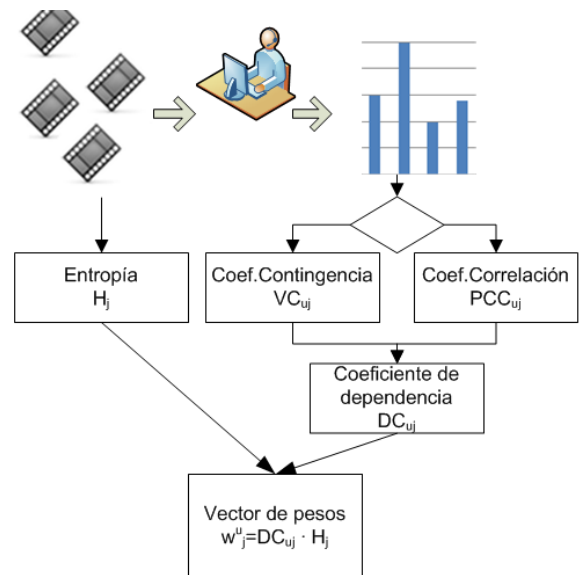 Entropía
Hj
Coef.Contingencia
VCuj
Coef.Correlación
PCCuj
Coeficiente de
dependencia
DCuj
Vector de pesos
wuj=DCuj · Hj